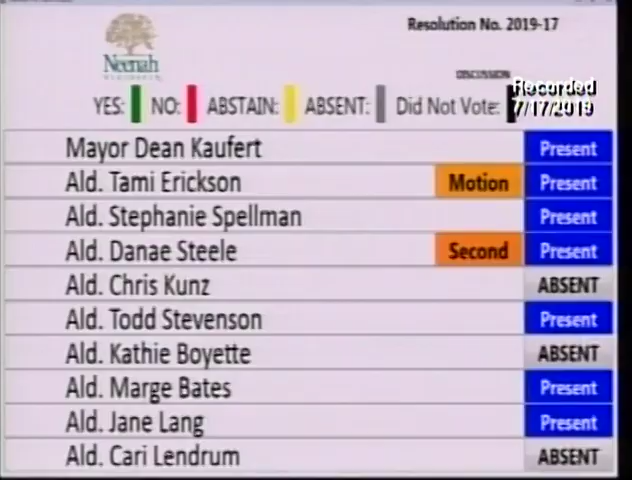 Resolution No. 2019-17
Neenah
DISCUSSION
Recorded
YES: NO: ABSTAIN: ABSENT: Did Not Vote:
7/17/2019
Mayor Dean Kaufert Present
Ald. Tami Erickson Motion Present
Ald. Stephanie Spellman Present
Ald. Danae Steele Second Present
Ald. Chris Kunz ABSENT
Ald. Todd Stevenson Present
Ald. Kathie Boyette ABSENT
Ald. Marge Bates Present
Ald. Jane Lang Present
Ald. Cari Lendrum ABSENT